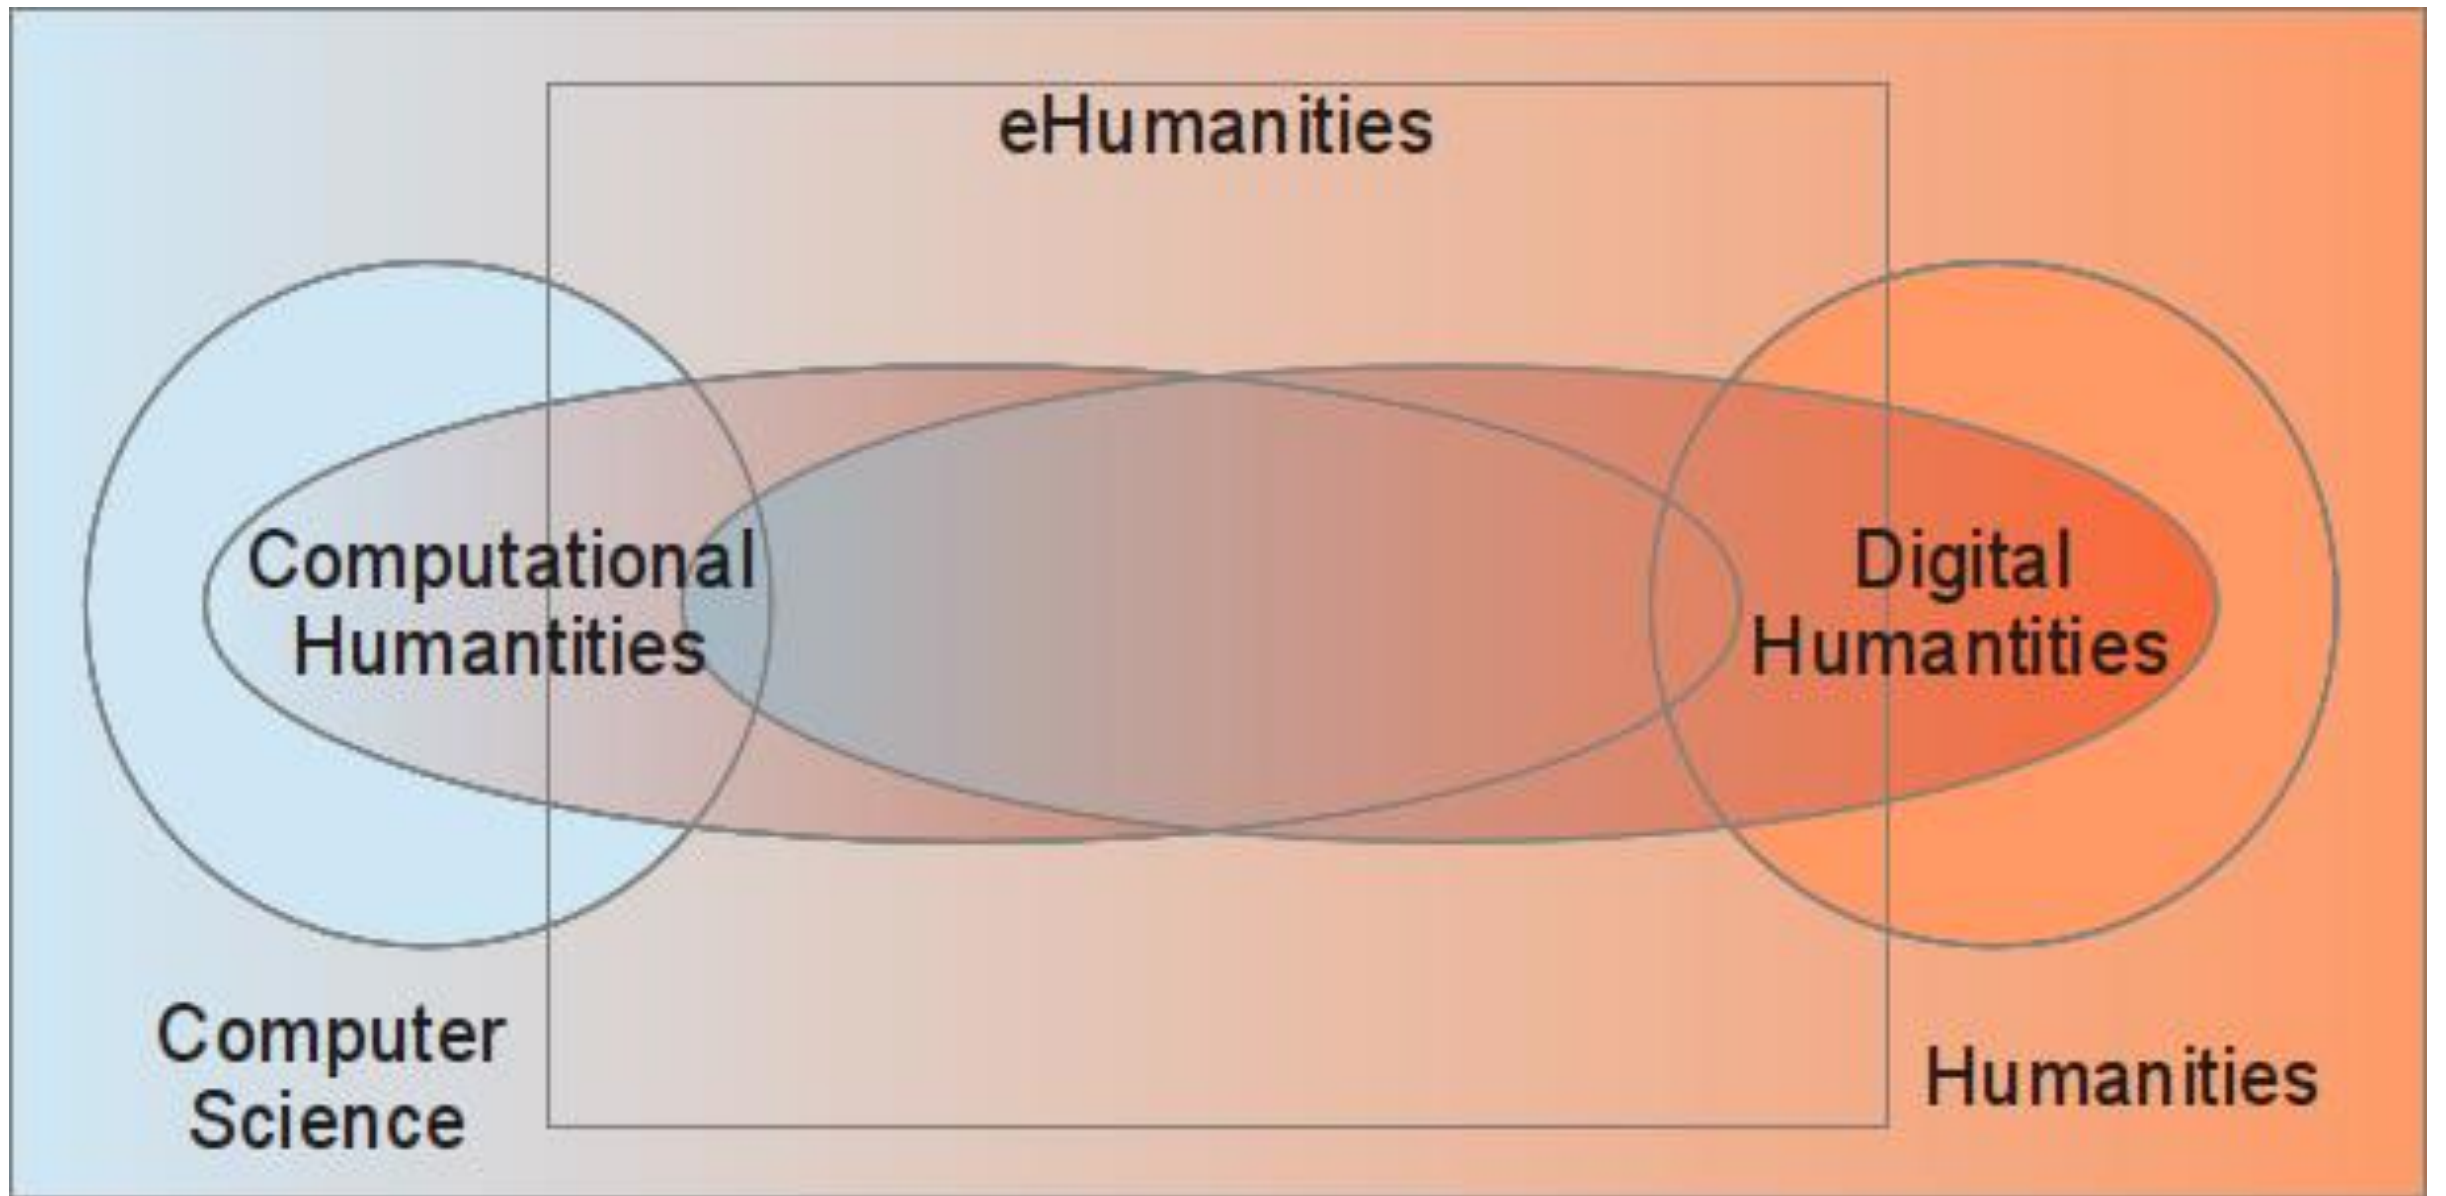 eHumanities
Computational
Humantities
Digital
Humantities
Computer
Science
Humanities